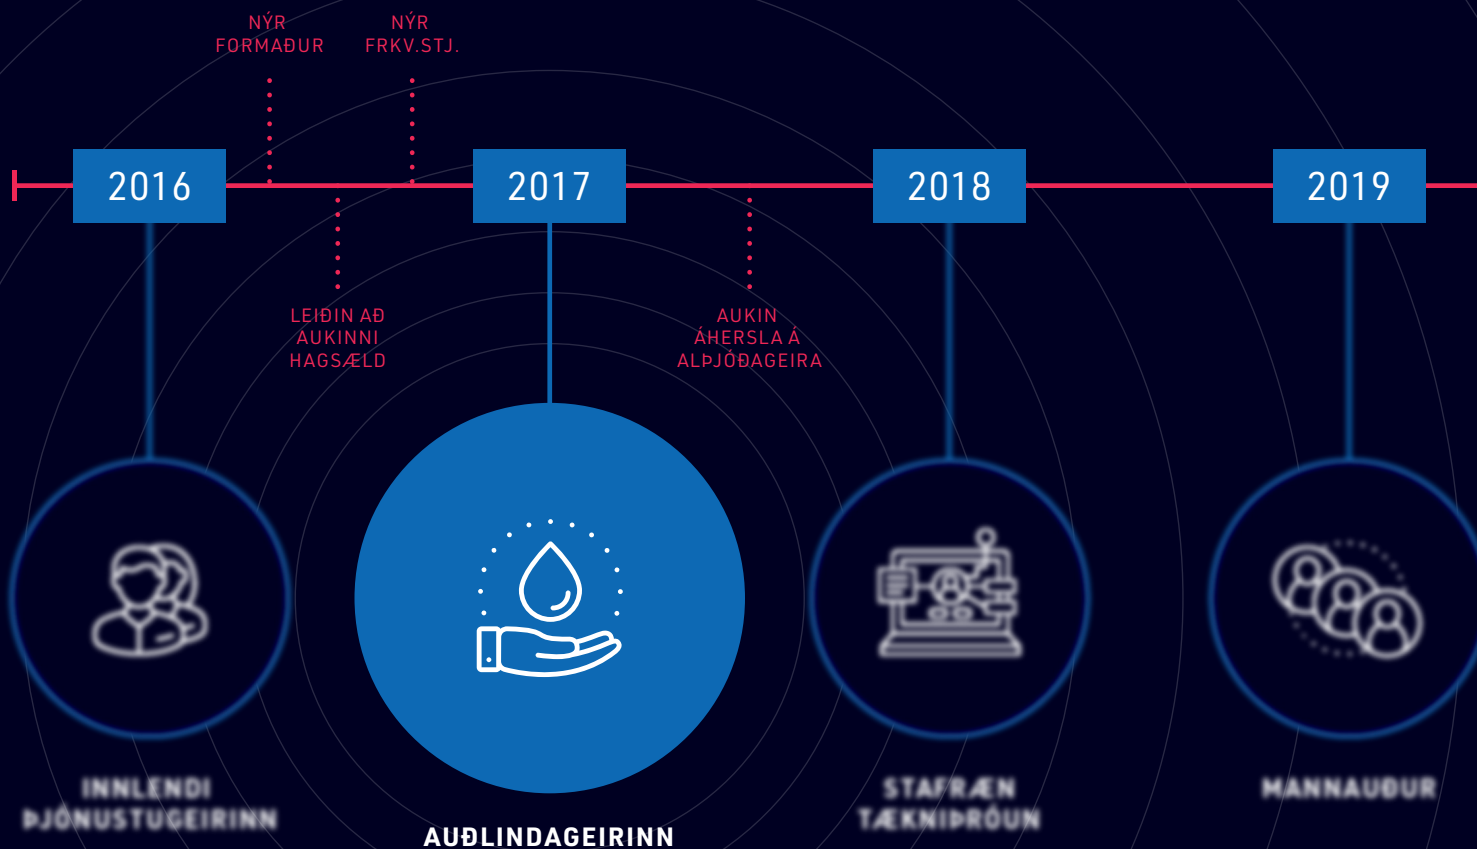 NÝR
FORMAÐUR
NÝR
FRKV.STJ.
2016
2017
2018
2019
LEIÐIN AÐ
AUKINNI
HAGSÆLD
AUKIN
ÁHERSLA Á
ALÞJÓÐAGEIRA
INNLENDI
ÞJÓNUSTUGEIRINN
AUÐLINDAGEIRINN
STAFRÆN
TÆKNIÞRÓUN
MANNAUÐUR